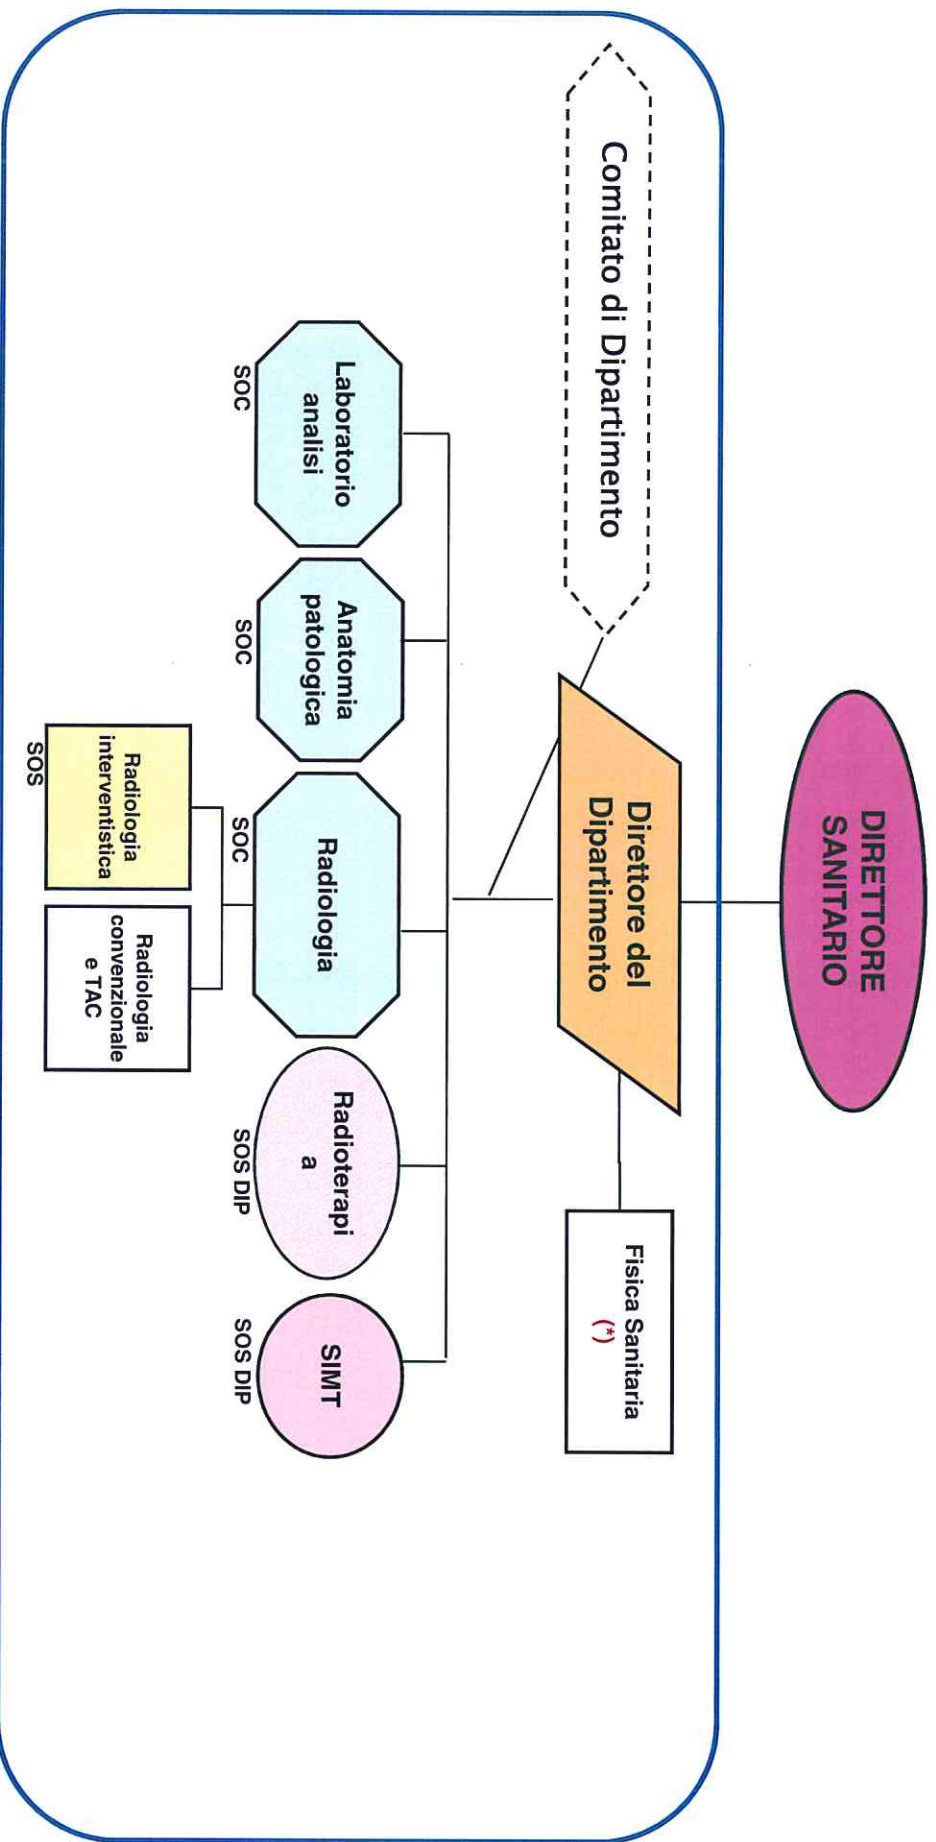 DIRETTORE
SANITARIO
Comitato di Dipartimento
Direttore del
Dipartimento
Fisica Sanitaria
(*)
Laboratorio
analisi
SOC
Anatomia
patologica
SOC
Radiologia
SOC
Radioterapi
a
SOS DIP
SIMT
SOS DIP
Radiologia
interventistica
SOS
Radiologia
convenzionale
e TAC